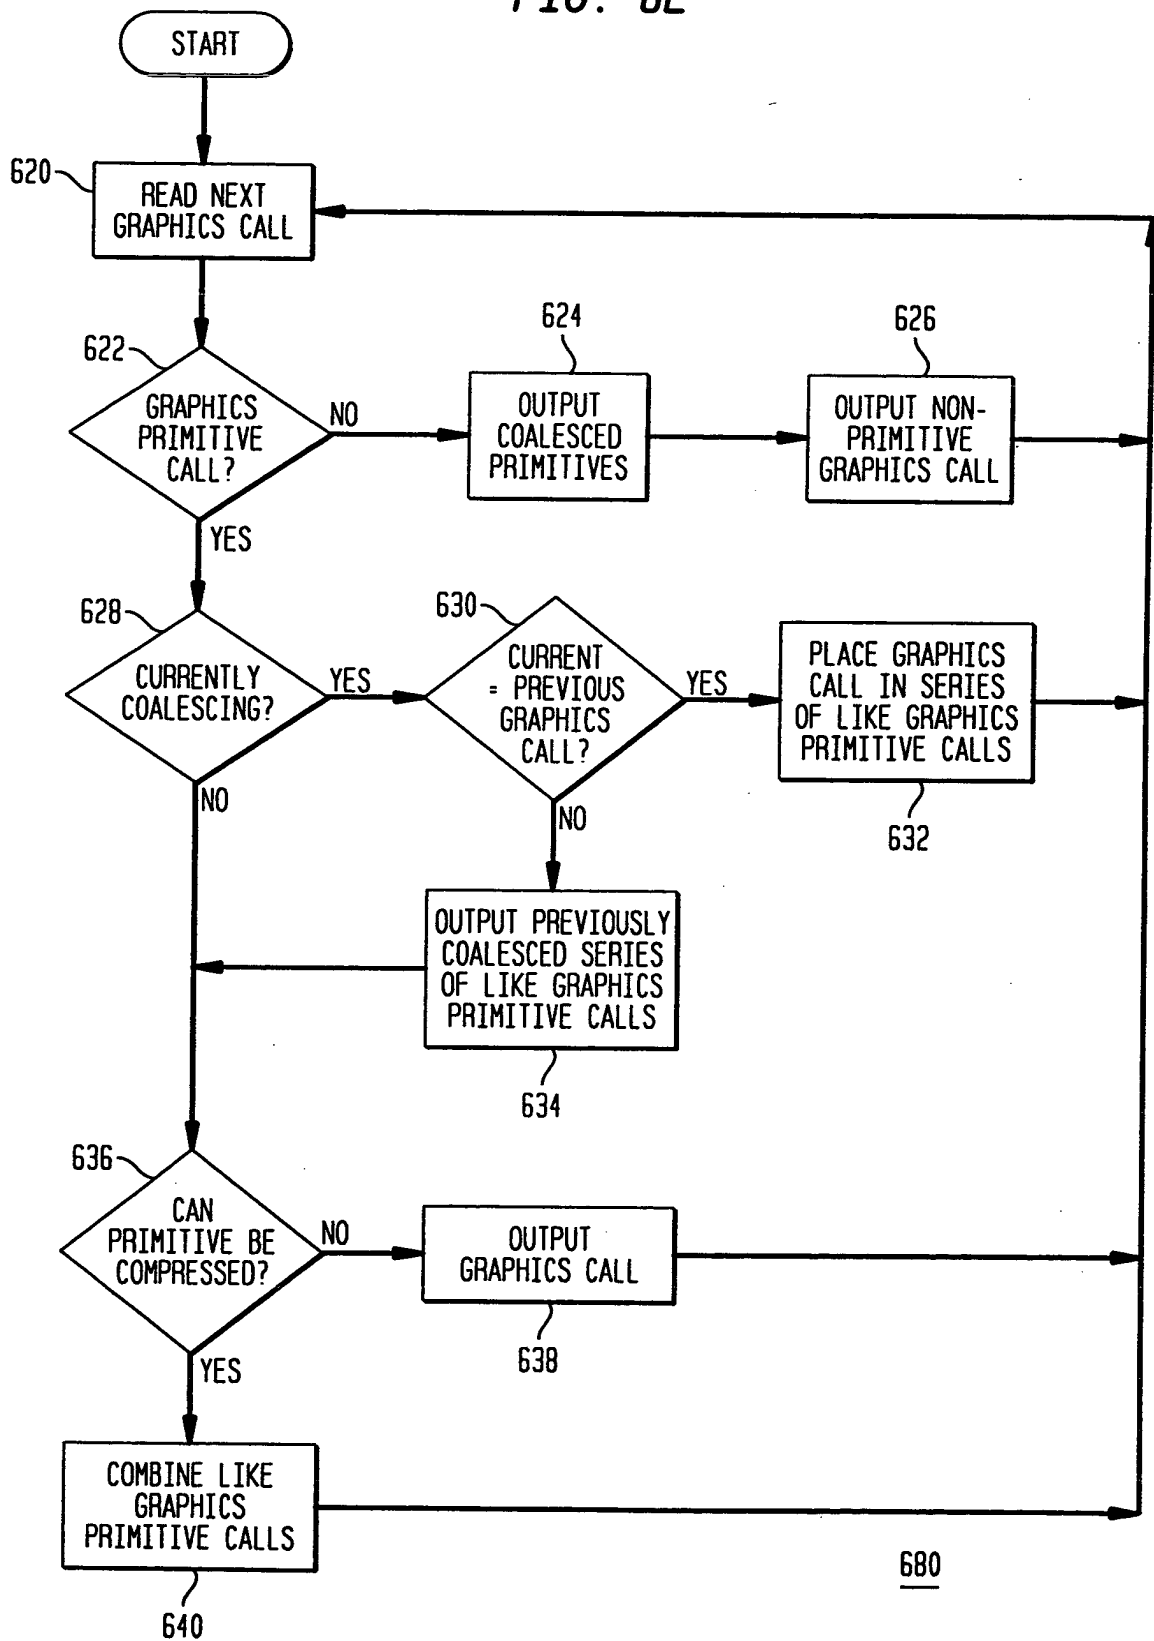 FIG. 6E
START
620
READ NEXT
GRAPHICS CALL
622
GRAPHICS
PRIMITIVE
CALL?
NO
YES
624
OUTPUT
COALESCED
PRIMITIVES
626
OUTPUT NON-
PRIMITIVE
GRAPHICS CALL
628
CURRENTLY
COALESCING?
YES
NO
630
CURRENT
= PREVIOUS
GRAPHICS
CALL?
YES
NO
PLACE GRAPHICS
CALL IN SERIES
OF LIKE GRAPHICS
PRIMITIVE CALLS
632
OUTPUT PREVIOUSLY
COALESCED SERIES
OF LIKE GRAPHICS
PRIMITIVE CALLS
634
636
CAN
PRIMITIVE BE
COMPRESSED?
NO
YES
OUTPUT
GRAPHICS CALL
638
COMBINE LIKE
GRAPHICS
PRIMITIVE CALLS
640
680